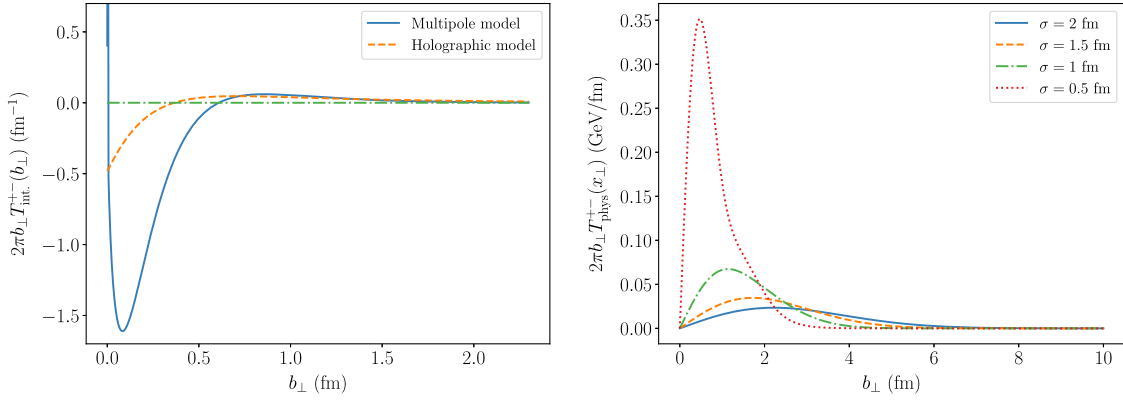 0.5
0.0
−0.5
−1.0
−1.5
2πb⊥T⁺⁻int.(b⊥) (fm⁻¹)
Multipole model
Holographic model
0.0
0.5
1.0
1.5
2.0
b⊥ (fm)
0.35
0.30
0.25
0.20
0.15
0.10
0.05
0.00
2πb⊥T⁺⁻phys(x⊥) (GeV/fm)
σ = 2 fm
σ = 1.5 fm
σ = 1 fm
σ = 0.5 fm
0
2
4
6
8
10
b⊥ (fm)